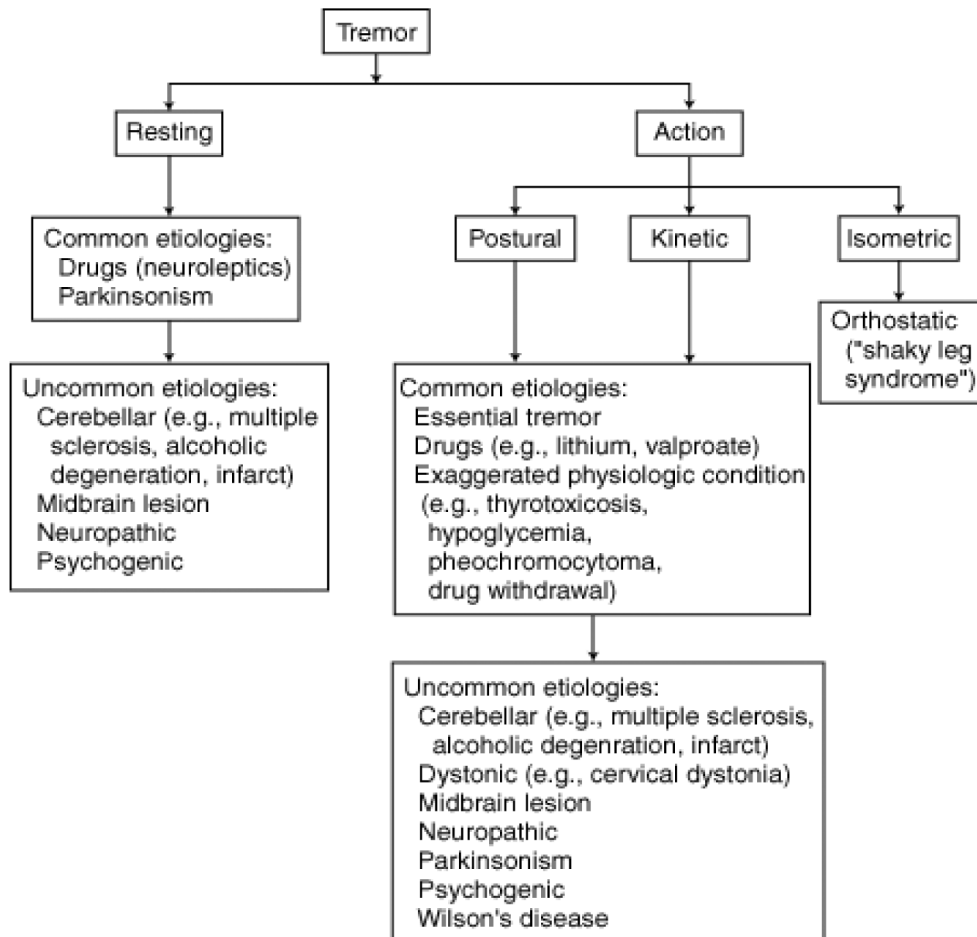 Tremor
Resting
Action
Common etiologies:
Drugs (neuroleptics)
Parkinsonism
Uncommon etiologies:
Cerebellar (e.g., multiple
sclerosis, alcoholic
degeneration, infarct)
Midbrain lesion
Neuropathic
Psychogenic
Postural
Kinetic
Isometric
Orthostatic
("shaky leg
syndrome")
Common etiologies:
Essential tremor
Drugs (e.g., lithium, valproate)
Exaggerated physiologic condition
(e.g., thyrotoxicosis,
hypoglycemia,
pheochromocytoma,
drug withdrawal)
Uncommon etiologies:
Cerebellar (e.g., multiple sclerosis,
alcoholic degenration, infarct)
Dystonic (e.g., cervical dystonia)
Midbrain lesion
Neuropathic
Parkinsonism
Psychogenic
Wilson's disease